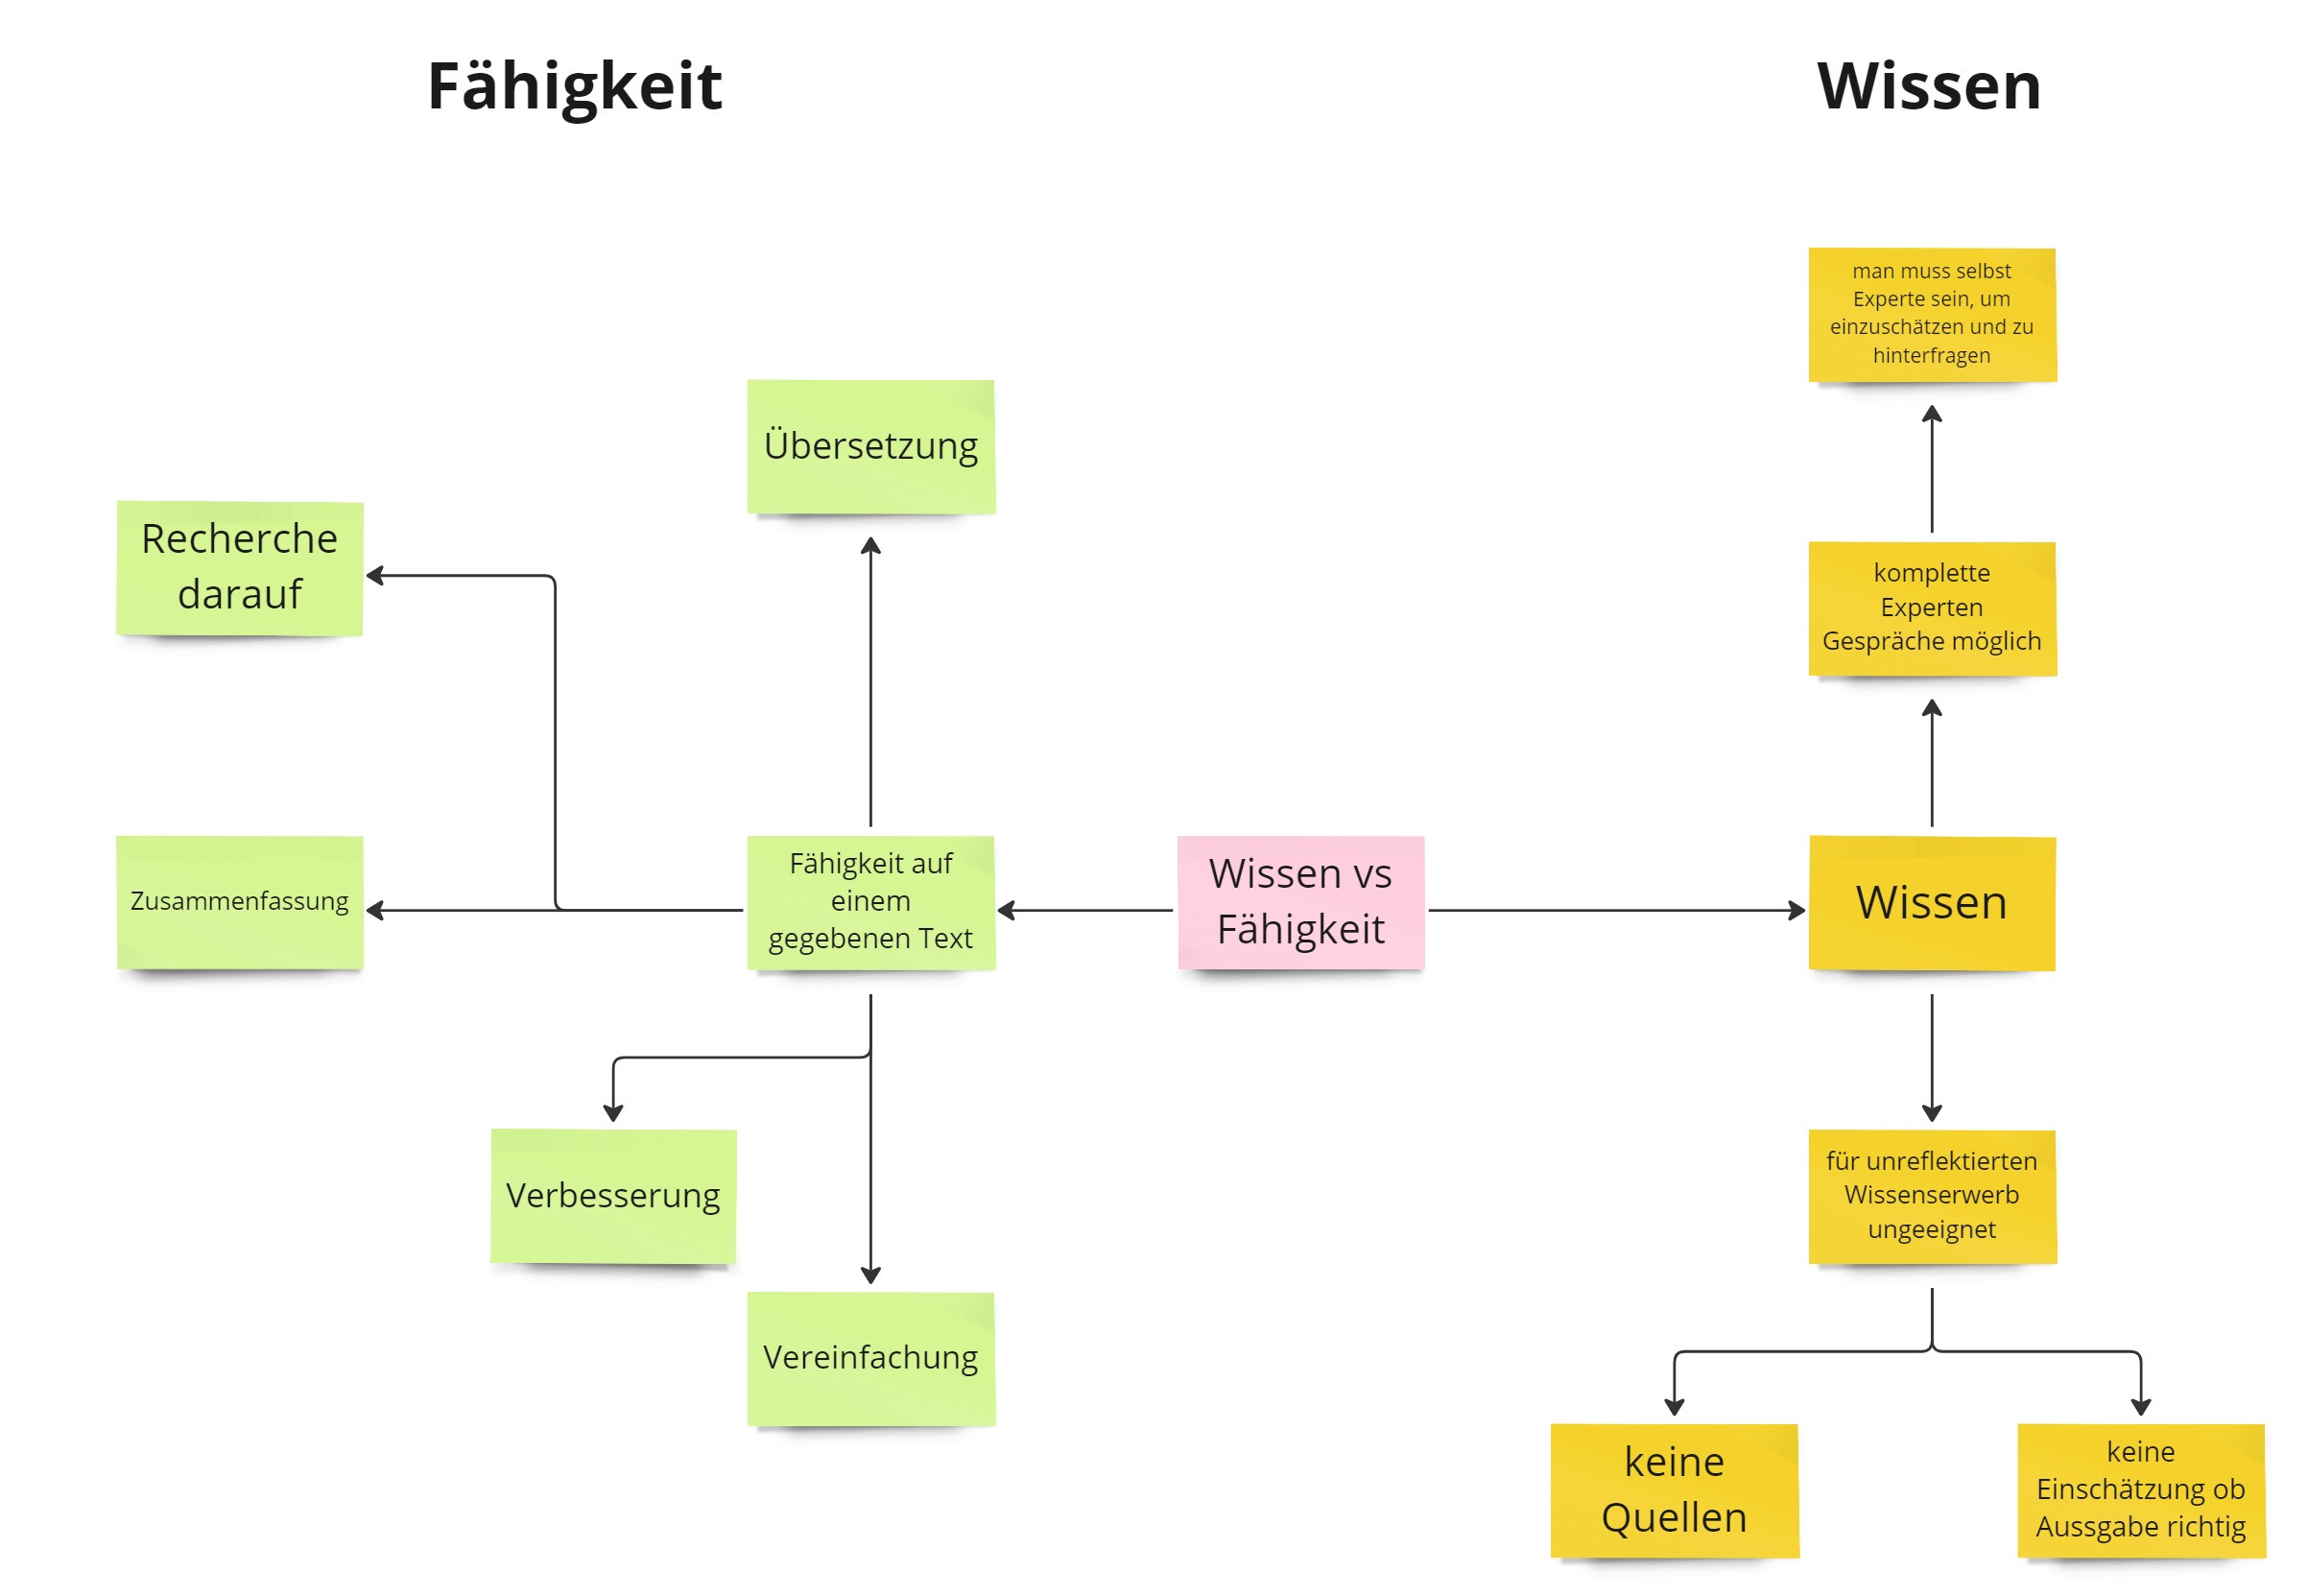 Fähigkeit
Wissen
man muss selbst
Experte sein, um
einzuschätzen und zu
hinterfragen
Übersetzung
Recherche
darauf
komplette
Experten
Gespräche möglich
Zusammenfassung
Fähigkeit auf
einem
gegebenen Text
Wissen vs
Fähigkeit
Wissen
Verbesserung
für unreflektierten
Wissenserwerb
ungeeignet
Vereinfachung
keine
Quellen
keine
Einschätzung ob
Aussgabe richtig